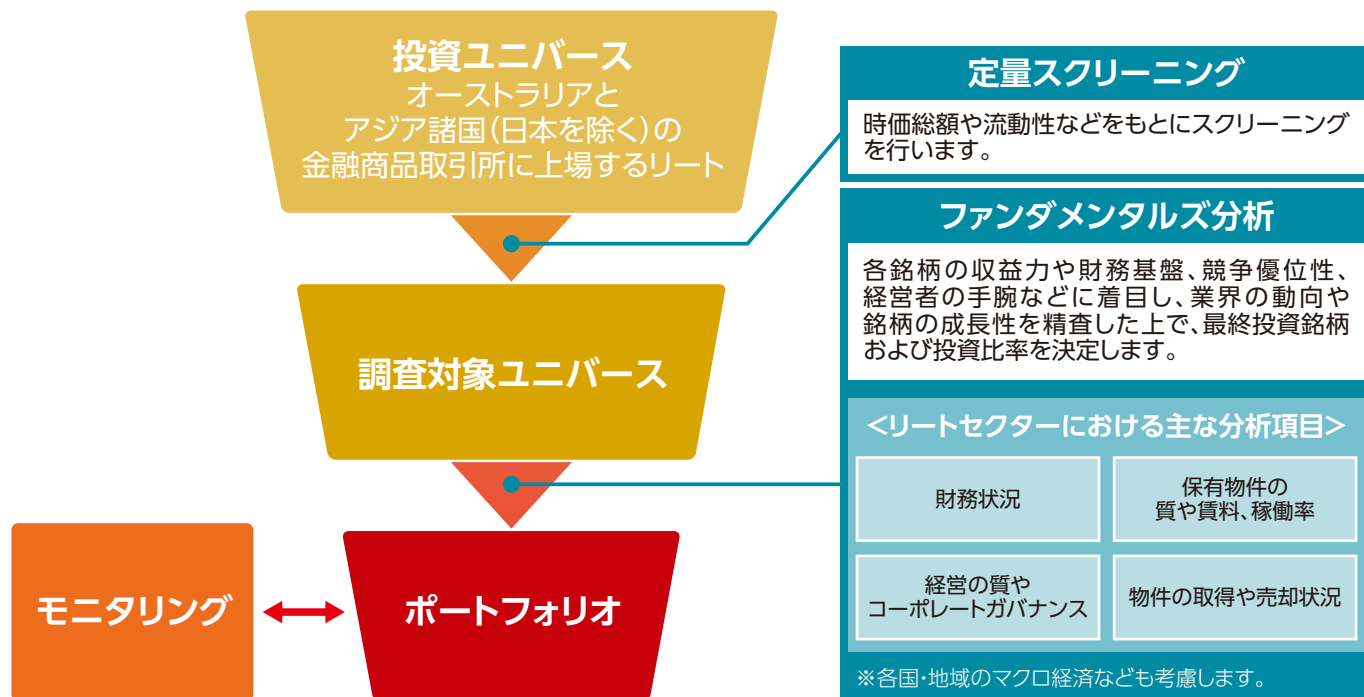 投資ユニバース
オーストラリアと
アジア諸国（日本を除く）の
金融商品取引所に上場するリート
調査対象ユニバース
モニタリング
ポートフォリオ
定量スクリーニング
時価総額や流動性などをもとにスクリーニング
を行います。
ファンダメンタルズ分析
各銘柄の収益力や財務基盤、競争優位性、
経営者の手腕などに着目し、業界の動向や
銘柄の成長性を精査した上で、最終投資銘柄
および投資比率を決定します。
<リートセクターにおける主な分析項目>
財務状況
保有物件の
質や賃料、稼働率
経営の質や
コーポレートガバナンス
物件の取得や売却状況
※各国・地域のマクロ経済なども考慮します。